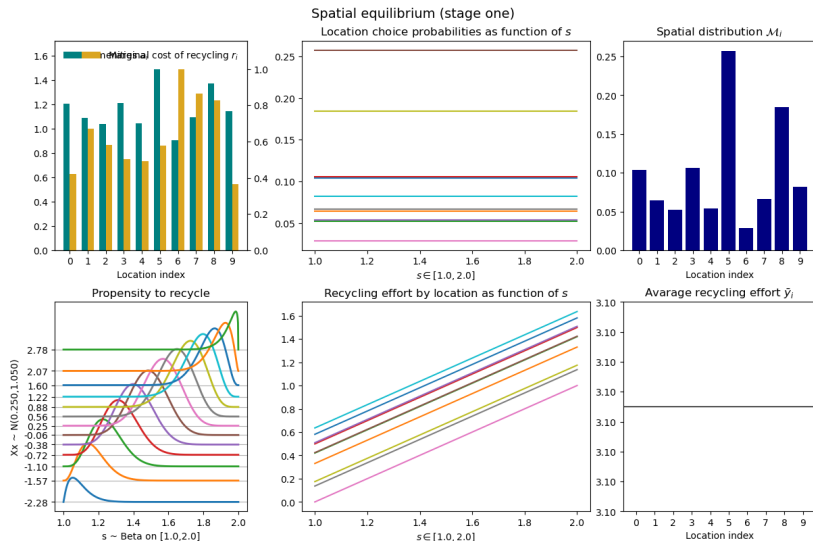 Spatial equilibrium (stage one)
Location choice probabilities as function of s
Spatial distribution ℳi
cost of recycling ri
1.6
1.4
1.2
1.0
0.8
0.6
0.4
0.2
0.0
1.0
0.8
0.6
0.4
0.2
0.0
0 1 2 3 4 5 6 7 8 9
Location index
0.25
0.20
0.15
0.10
0.05
1.0 1.2 1.4 1.6 1.8 2.0
s ∈ [1.0, 2.0]
0.25
0.20
0.15
0.10
0.05
0.00
0 1 2 3 4 5 6 7 8 9
Location index
Propensity to recycle
Xx ~ N(0.250,1.050)
2.78
2.07
1.60
1.22
0.88
0.56
0.25
-0.06
-0.38
-0.72
-1.10
-1.57
-2.28
1.0 1.2 1.4 1.6 1.8 2.0
s ~ Beta on [1.0,2.0]
Recycling effort by location as function of s
1.6
1.4
1.2
1.0
0.8
0.6
0.4
0.2
0.0
1.0 1.2 1.4 1.6 1.8 2.0
s ∈ [1.0, 2.0]
Avarage recycling effort ȳi
3.10
3.10
3.10
3.10
3.10
3.10
3.10
3.10
0 1 2 3 4 5 6 7 8 9
Location index